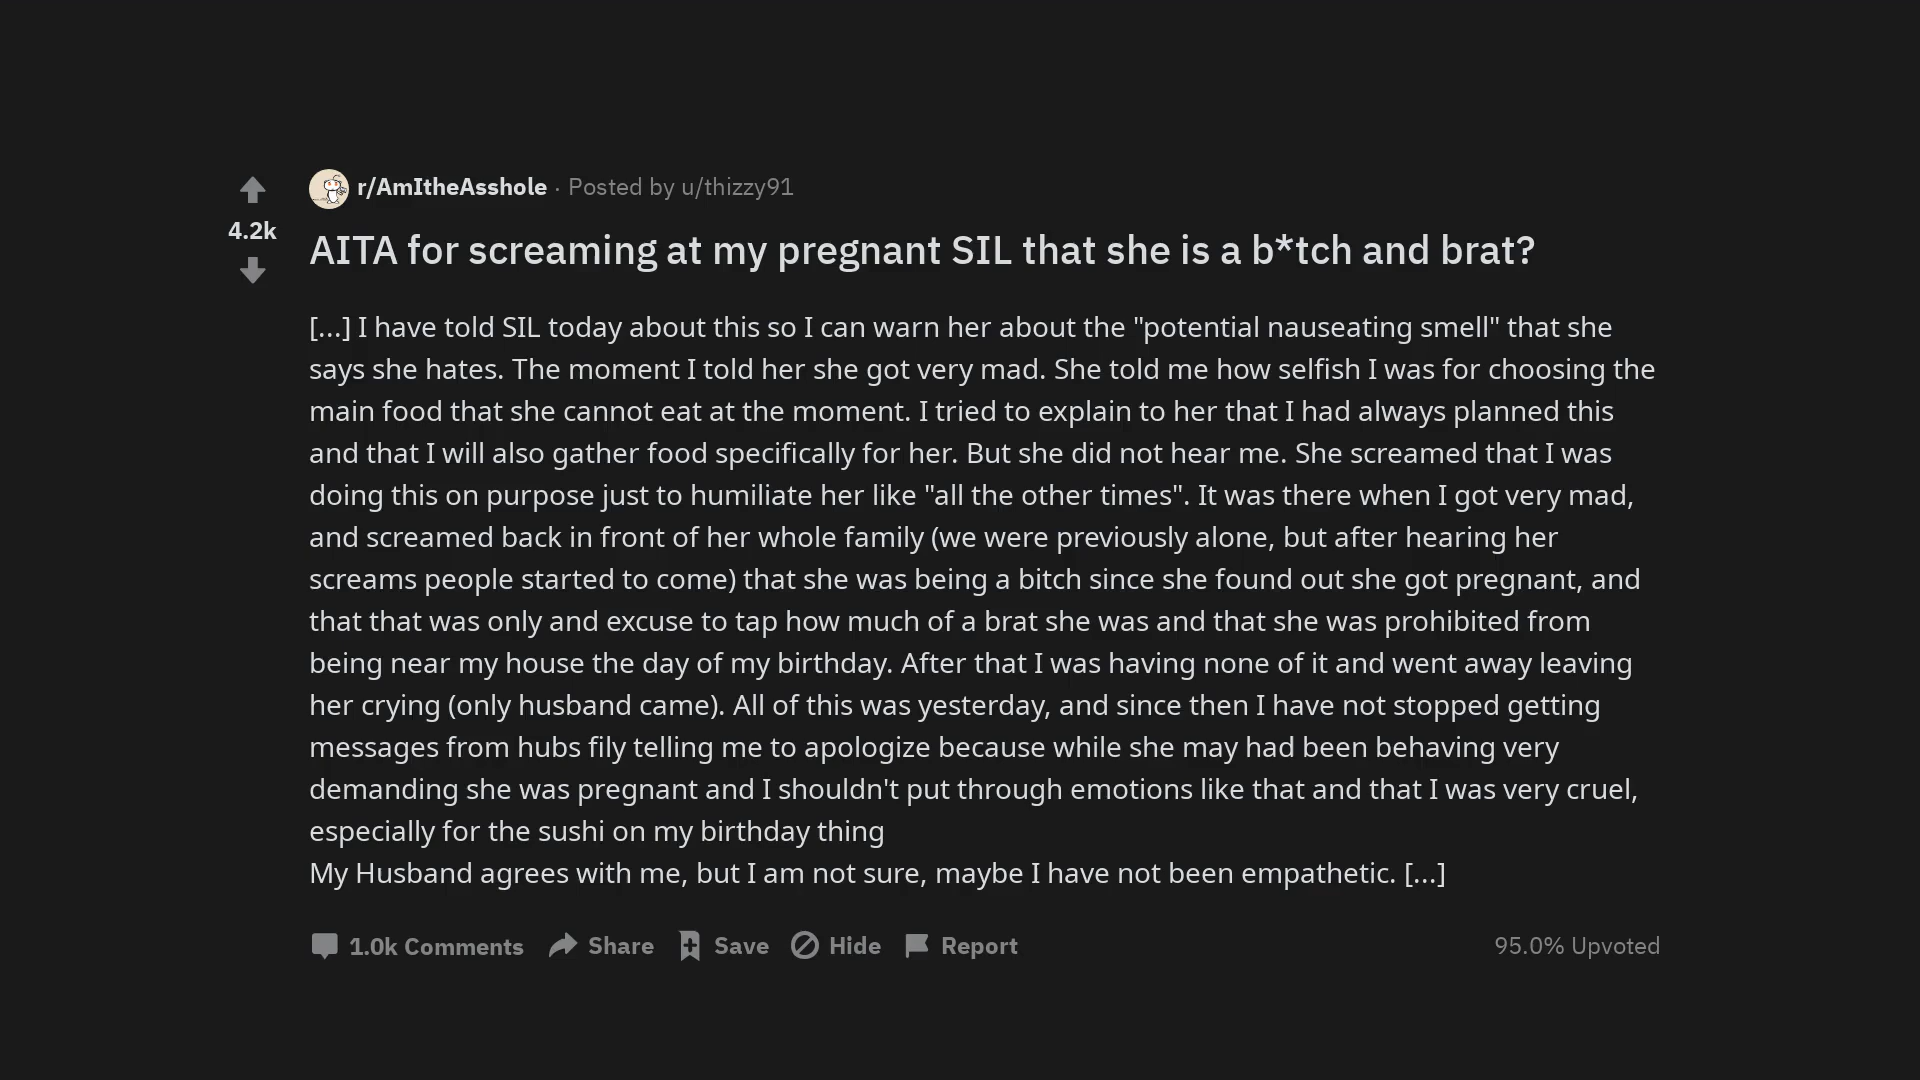 r/AmItheAsshole · Posted by u/thizzy91
4.2k
AITA for screaming at my pregnant SIL that she is a b*tch and brat?
[...] I have told SIL today about this so I can warn her about the "potential nauseating smell" that she
says she hates. The moment I told her she got very mad. She told me how selfish I was for choosing the
main food that she cannot eat at the moment. I tried to explain to her that I had always planned this
and that I will also gather food specifically for her. But she did not hear me. She screamed that I was
doing this on purpose just to humiliate her like "all the other times". It was there when I got very mad,
and screamed back in front of her whole family (we were previously alone, but after hearing her
screams people started to come) that she was being a bitch since she found out she got pregnant, and
that that was only and excuse to tap how much of a brat she was and that she was prohibited from
being near my house the day of my birthday. After that I was having none of it and went away leaving
her crying (only husband came). All of this was yesterday, and since then I have not stopped getting
messages from hubs fily telling me to apologize because while she may had been behaving very
demanding she was pregnant and I shouldn't put through emotions like that and that I was very cruel,
especially for the sushi on my birthday thing
My Husband agrees with me, but I am not sure, maybe I have not been empathetic. [...]
1.0k Comments Share Save Hide Report 95.0% Upvoted